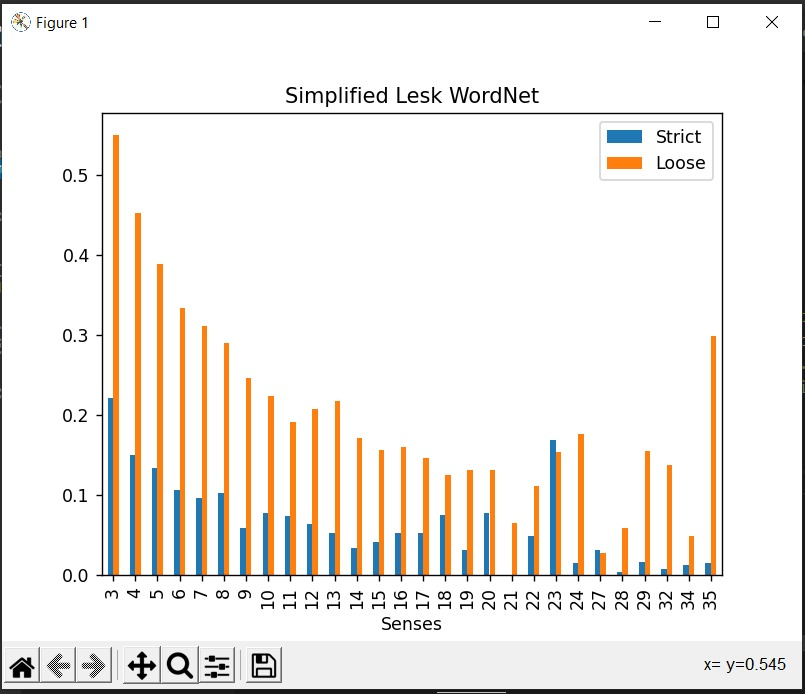 Figure 1
Simplified Lesk WordNet
Strict
Loose
0.5
0.4
0.3
0.2
0.1
0.0
3 4 5 6 7 8 9 10 11 12 13 14 15 16 17 18 19 20 21 22 23 24 27 28 29 32 34 35
Senses
x= y=0.545